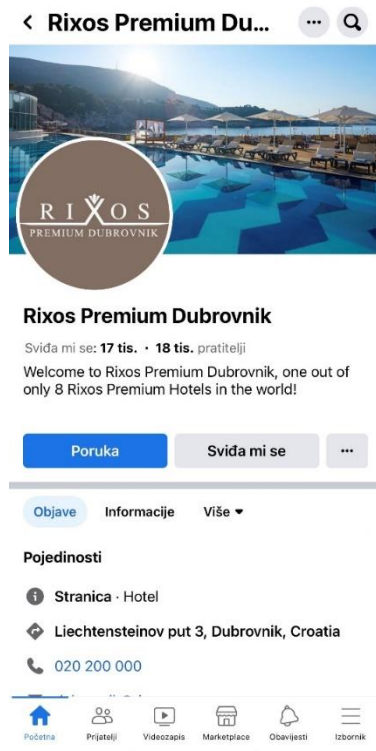 Rixos Premium Du...
RIXOS
PREMIUM DUBROVNIK
Rixos Premium Dubrovnik
Sviđa mi se: 17 tis. · 18 tis. pratitelji
Welcome to Rixos Premium Dubrovnik, one out of
only 8 Rixos Premium Hotels in the world!
Poruka Sviđa mi se
Objave Informacije Više
Pojedinosti
Stranica · Hotel
Liechtensteinov put 3, Dubrovnik, Croatia
020 200 000
Početna Prijatelji Videozapis Marketplace Obavijesti Izbornik